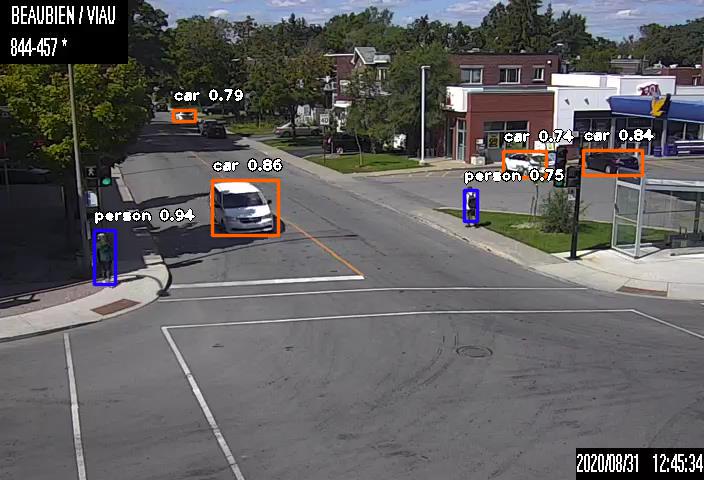 BEAUBIEN / VIAU
844-457 *
car 0.79
car 0.74
car 0.84
car 0.86
person 0.75
person 0.94
2020/08/31 12:45:34